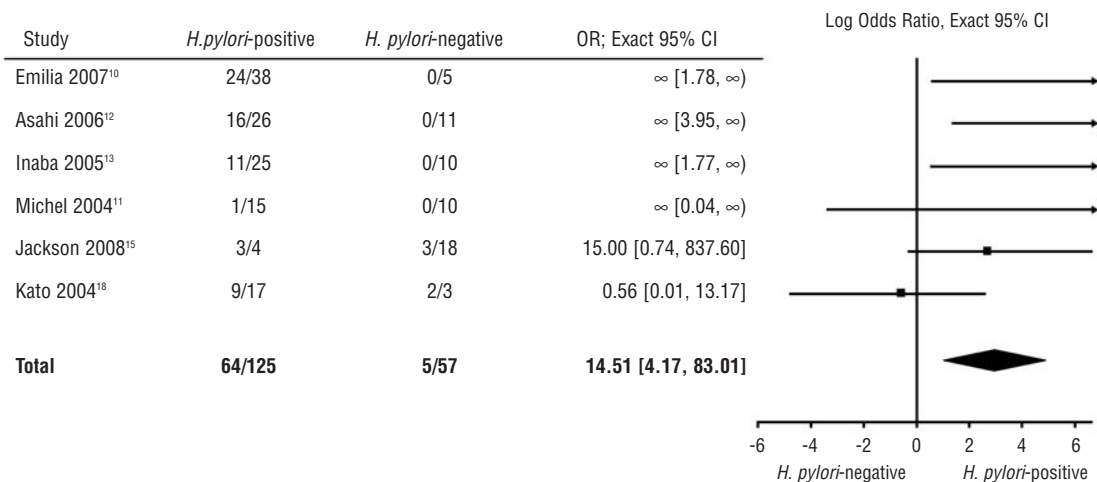 Log Odds Ratio, Exact 95% CI
Study H.pylori-positive H. pylori-negative OR; Exact 95% CI
Emilia 2007¹⁰ 24/38 0/5 ∞ [1.78, ∞)
Asahi 2006¹² 16/26 0/11 ∞ [3.95, ∞)
Inaba 2005¹³ 11/25 0/10 ∞ [1.77, ∞)
Michel 2004¹¹ 1/15 0/10 ∞ [0.04, ∞)
Jackson 2008¹⁵ 3/4 3/18 15.00 [0.74, 837.60]
Kato 2004¹⁸ 9/17 2/3 0.56 [0.01, 13.17]
Total 64/125 5/57 14.51 [4.17, 83.01]
-6 -4 -2 0 2 4 6
H. pylori-negative H. pylori-positive